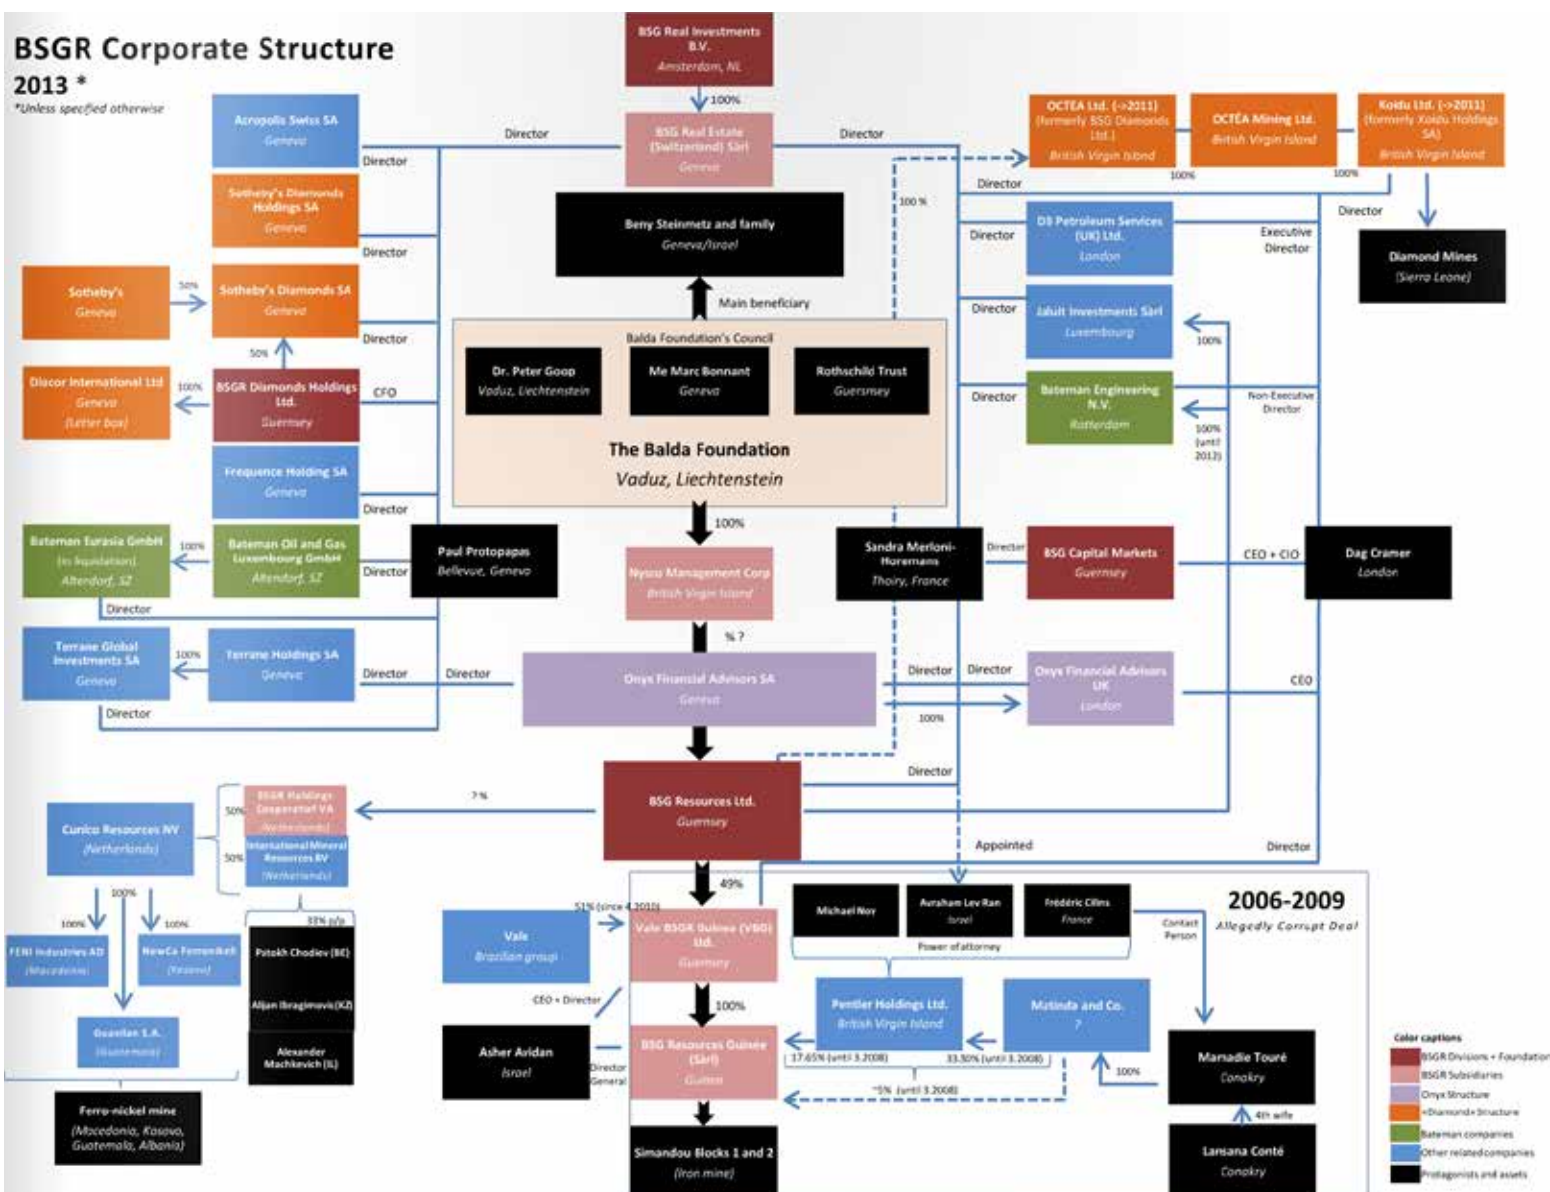 BSGR Corporate Structure
2013 *
*Unless specified otherwise
BSG Real Investments
B.V.
Amsterdam, NL
100%
BSG Real Estate
(Switzerland) Sàrl
Geneva
Director
Director
Acropolis Swiss SA
Geneva
Director
Sotheby's Diamonds
Holdings SA
Geneva
Director
Sotheby's
Geneva
50%
Sotheby's Diamonds SA
Geneva
Director
50%
Diacor International Ltd
Geneva
(Letter box)
100%
BSGR Diamonds Holdings
Ltd.
Guernsey
CFO
Frequence Holding SA
Geneva
Director
Bateman Eurasia GmbH
(in liquidation)
Altendorf, SZ
100%
Bateman Oil and Gas
Luxembourg GmbH
Altendorf, SZ
Director
Director
Paul Protopapas
Bellevue, Geneva
Terrane Global
Investments SA
Geneva
100%
Terrane Holdings SA
Geneva
Director
Director
Director
Beny Steinmetz and family
Geneva/Israel
Main beneficiary
Balda Foundation's Council
Dr. Peter Goop
Vaduz, Liechtenstein
Me Marc Bonnant
Geneva
Rothschild Trust
Guersmey
The Balda Foundation
Vaduz, Liechtenstein
100%
Nysco Management Corp
British Virgin Island
% ?
Onyx Financial Advisors SA
Geneva
Director
Director
100%
Onyx Financial Advisors
UK
London
CEO
OCTEA Ltd. (->2011)
(formerly BSG Diamonds
Ltd.)
British Virgin Island
100%
OCTEA Mining Ltd.
British Virgin Island
100%
Koidu Ltd. (->2011)
(formerly Koidu Holdings
SA)
British Virgin Island
100 %
Director
Director
Diamond Mines
(Sierra Leone)
Director
DS Petroleum Services
(UK) Ltd.
London
Executive
Director
Director
Jaluit Investments Sàrl
Luxembourg
100%
Director
Bateman Engineering
N.V.
Rotterdam
Non-Executive
Director
100%
(until
2012)
Sandra Merloni-
Horemans
Thoiry, France
Director
BSG Capital Markets
Guernsey
CEO + CIO
Dag Cramer
London
BSG Resources Ltd.
Guernsey
Director
? %
Appointed
Director
49%
Cunico Resources NV
(Netherlands)
50%
BSGR Holdings
Cooperatief VA
(Netherlands)
50%
International Mineral
Resources BV
(Netherlands)
100%
100%
100%
FENI Industries AD
(Macedonia)
NewCo Ferronikeli
(Kosovo)
Guaxilan S.A.
(Guatemala)
33% p/p
Patokh Chodiev (BE)
Alijan Ibragimovic(KZ)
Alexander
Machkevich (IL)
Ferro-nickel mine
(Macedonia, Kosovo,
Guatemala, Albania)
Vale
Brazilian group)
51% (since 4.2010)
Vale BSGR Guinea (VBG)
Ltd.
Guernsey
100%
CEO + Director
Asher Avidan
Israel
Director
General
BSG Resources Guinée
(Sàrl)
Guinea
Simandou Blocks 1 and 2
(Iron mine)
2006-2009
Allegedly Corrupt Deal
Michael Noy
Avraham Lev Ran
Israel
Frédéric Cilins
France
Power of attorney
Contact
Person
Pentler Holdings Ltd.
British Virgin Island
Matinda and Co.
?
17.65% (until 3.2008)
33.30% (until 3.2008)
~5% (until 3.2008)
100%
Mamadie Touré
Conakry
4th wife
Lansana Conté
Conakry
Color captions
BSGR Divisions + Foundation
BSGR Subsidiaries
Onyx Structure
«Diamond» Structure
Bateman companies
Other related companies
Protagonists and assets